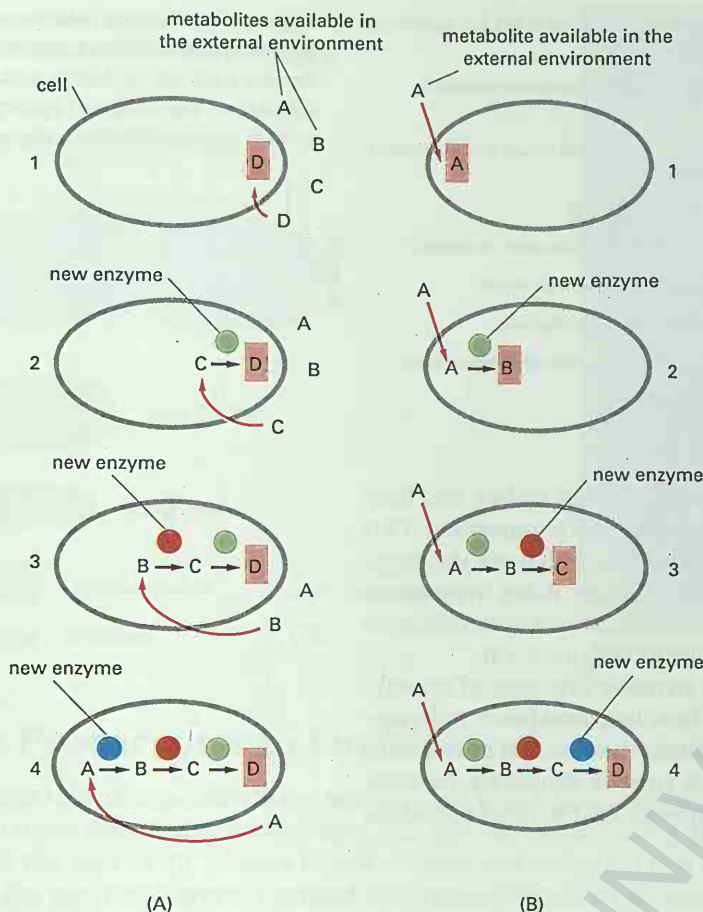 metabolites available in
the external environment
cell
A
B
C
D
D
1
metabolite available in the
external environment
A
A
1
new enzyme
A
B
2
C
D
C
new enzyme
A
A
B
2
new enzyme
3
B
C
D
A
B
new enzyme
A
A
B
C
3
new enzyme
4
A
B
C
D
A
new enzyme
A
A
B
C
D
4
(A)
(B)